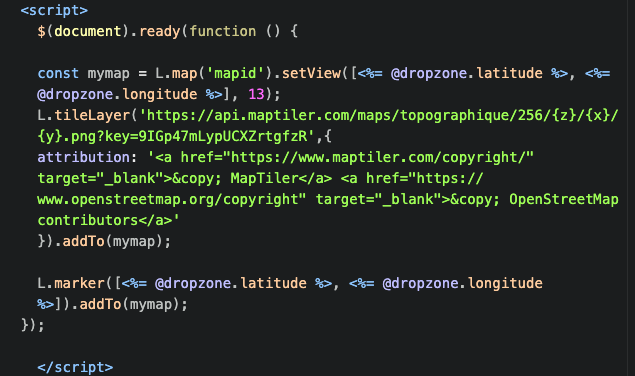 <script>
$(document).ready(function () {
const mymap = L.map('mapid').setView([<%= @dropzone.latitude %>, <%=
@dropzone.longitude %>], 13);
L.tileLayer('https://api.maptiler.com/maps/topographique/256/{z}/{x}/
{y}.png?key=9IGp47mLypUCXZrtgfzR',{
attribution: '<a href="https://www.maptiler.com/copyright/"
target="_blank">&copy; MapTiler</a> <a href="https://
www.openstreetmap.org/copyright" target="_blank">&copy; OpenStreetMap
contributors</a>'
}).addTo(mymap);
L.marker([<%= @dropzone.latitude %>, <%= @dropzone.longitude
%>]).addTo(mymap);
});
</script>